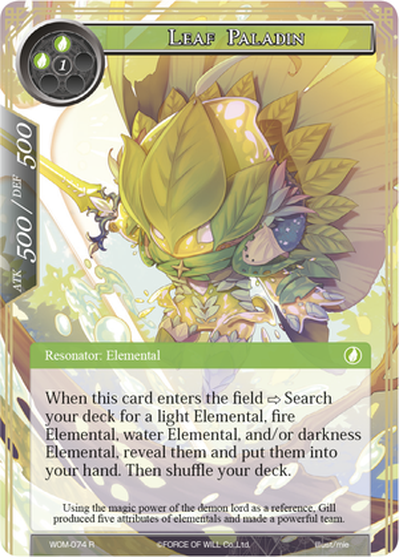 Leaf Paladin
1
ATK 500 / DEF 500
Resonator: Elemental
When this card enters the field ⇨ Search
your deck for a light Elemental, fire
Elemental, water Elemental, and/or darkness
Elemental, reveal them and put them into
your hand. Then shuffle your deck.
Using the magic power of the demon lord as a reference, Gill
produced five attributes of elementals and made a powerful team.
WOM-074 R
©FORCE OF WILL Co.,Ltd.
Illust/mie